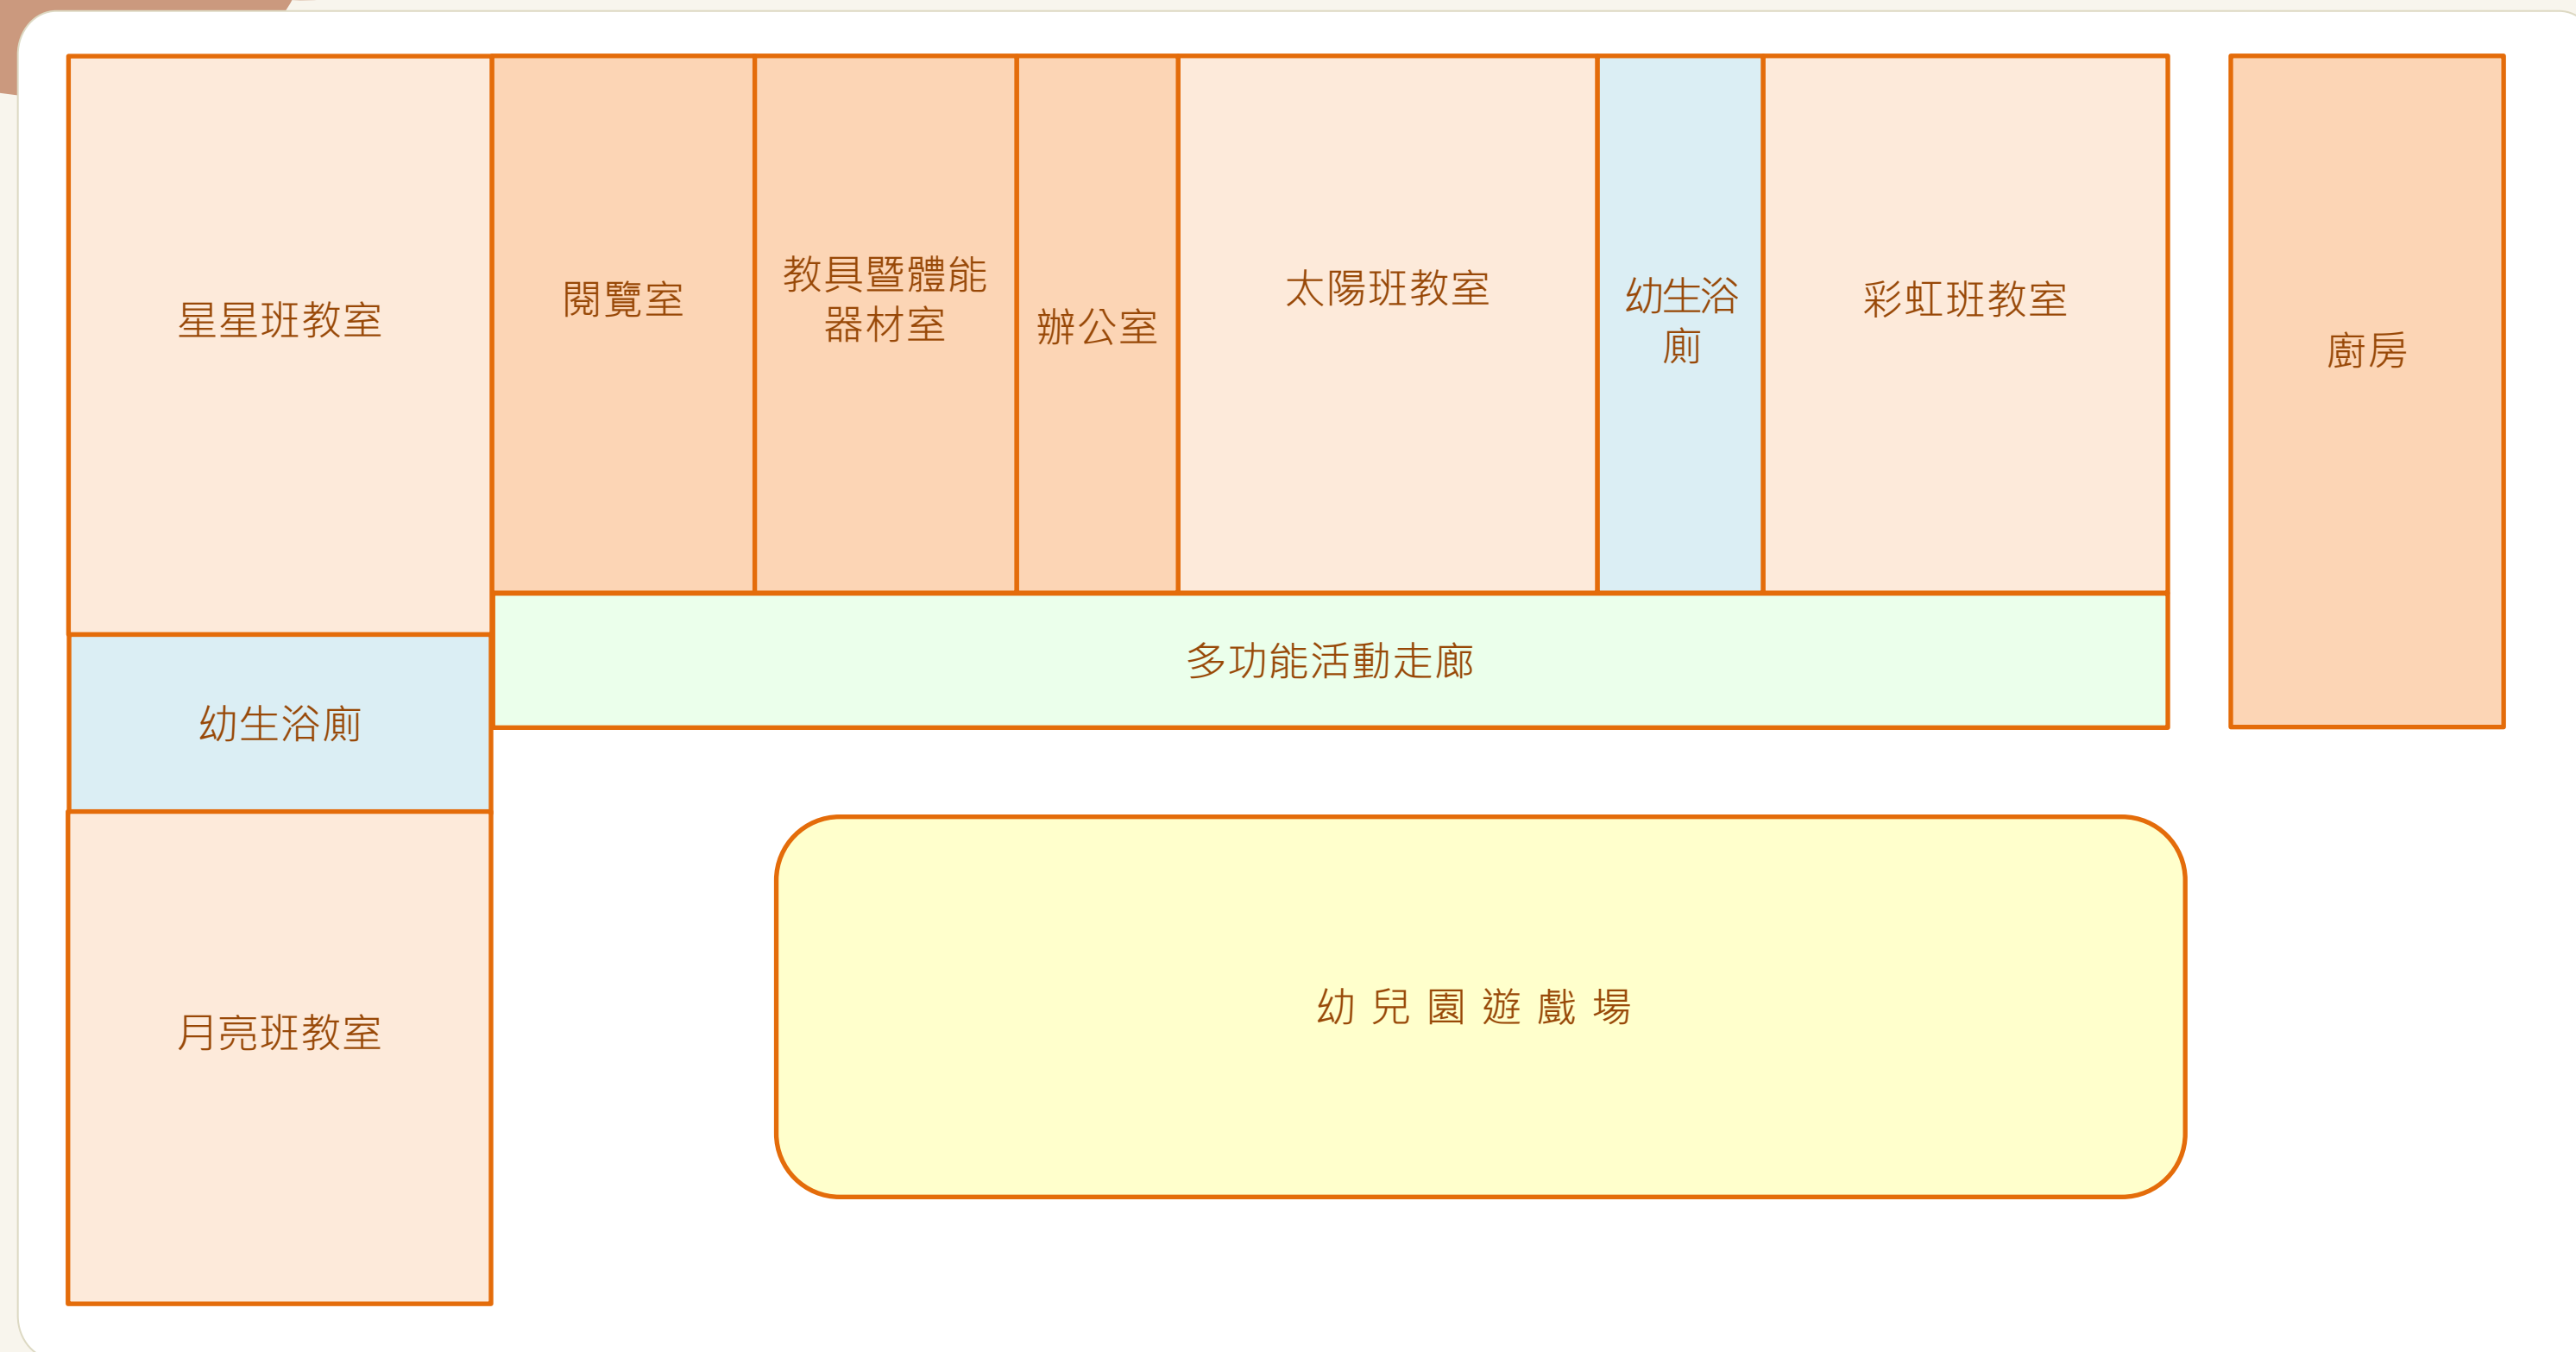 星星班教室
閱覽室
教具暨體能
器材室
辦公室
太陽班教室
幼生浴
廁
彩虹班教室
廚房
多功能活動走廊
幼生浴廁
月亮班教室
幼兒園遊戲場